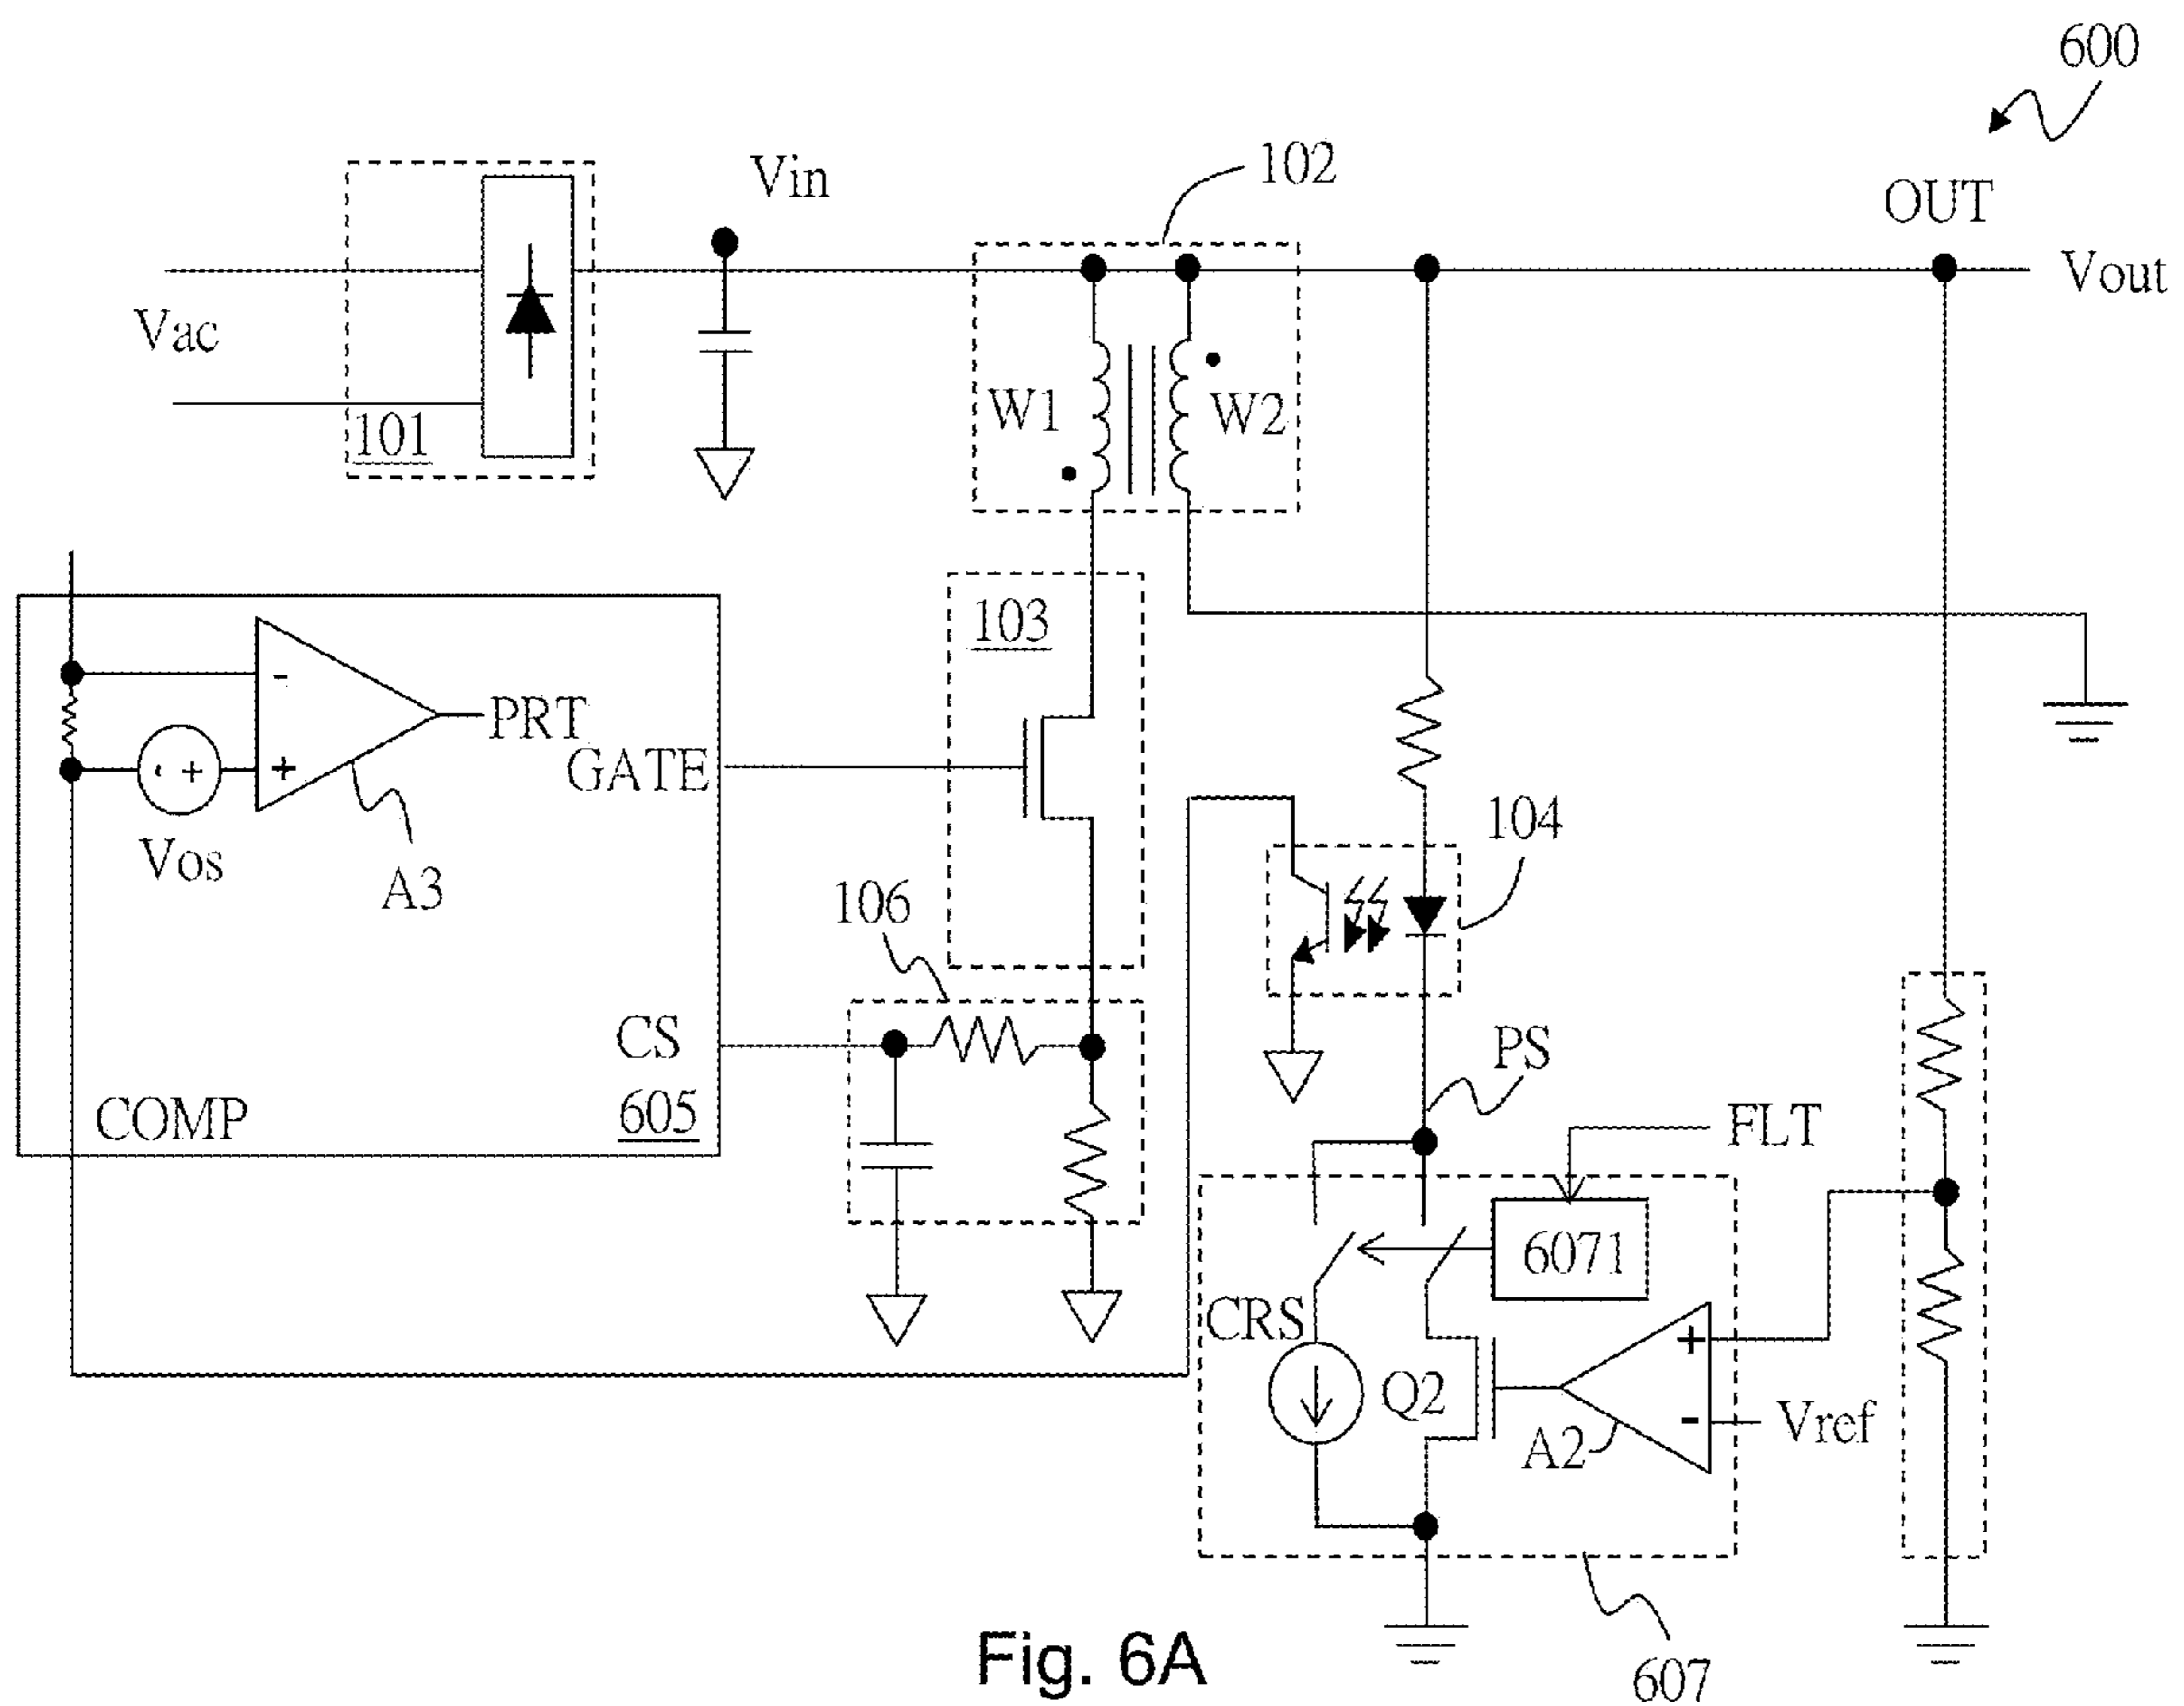 600
Vin
102
OUT
Vout
Vac
101
W1
W2
103
-
PRT
GATE
+
- +
Vos
A3
104
106
CS
605
COMP
PS
FLT
6071
CRS
+
Q2
A2
-
Vref
607
Fig. 6A